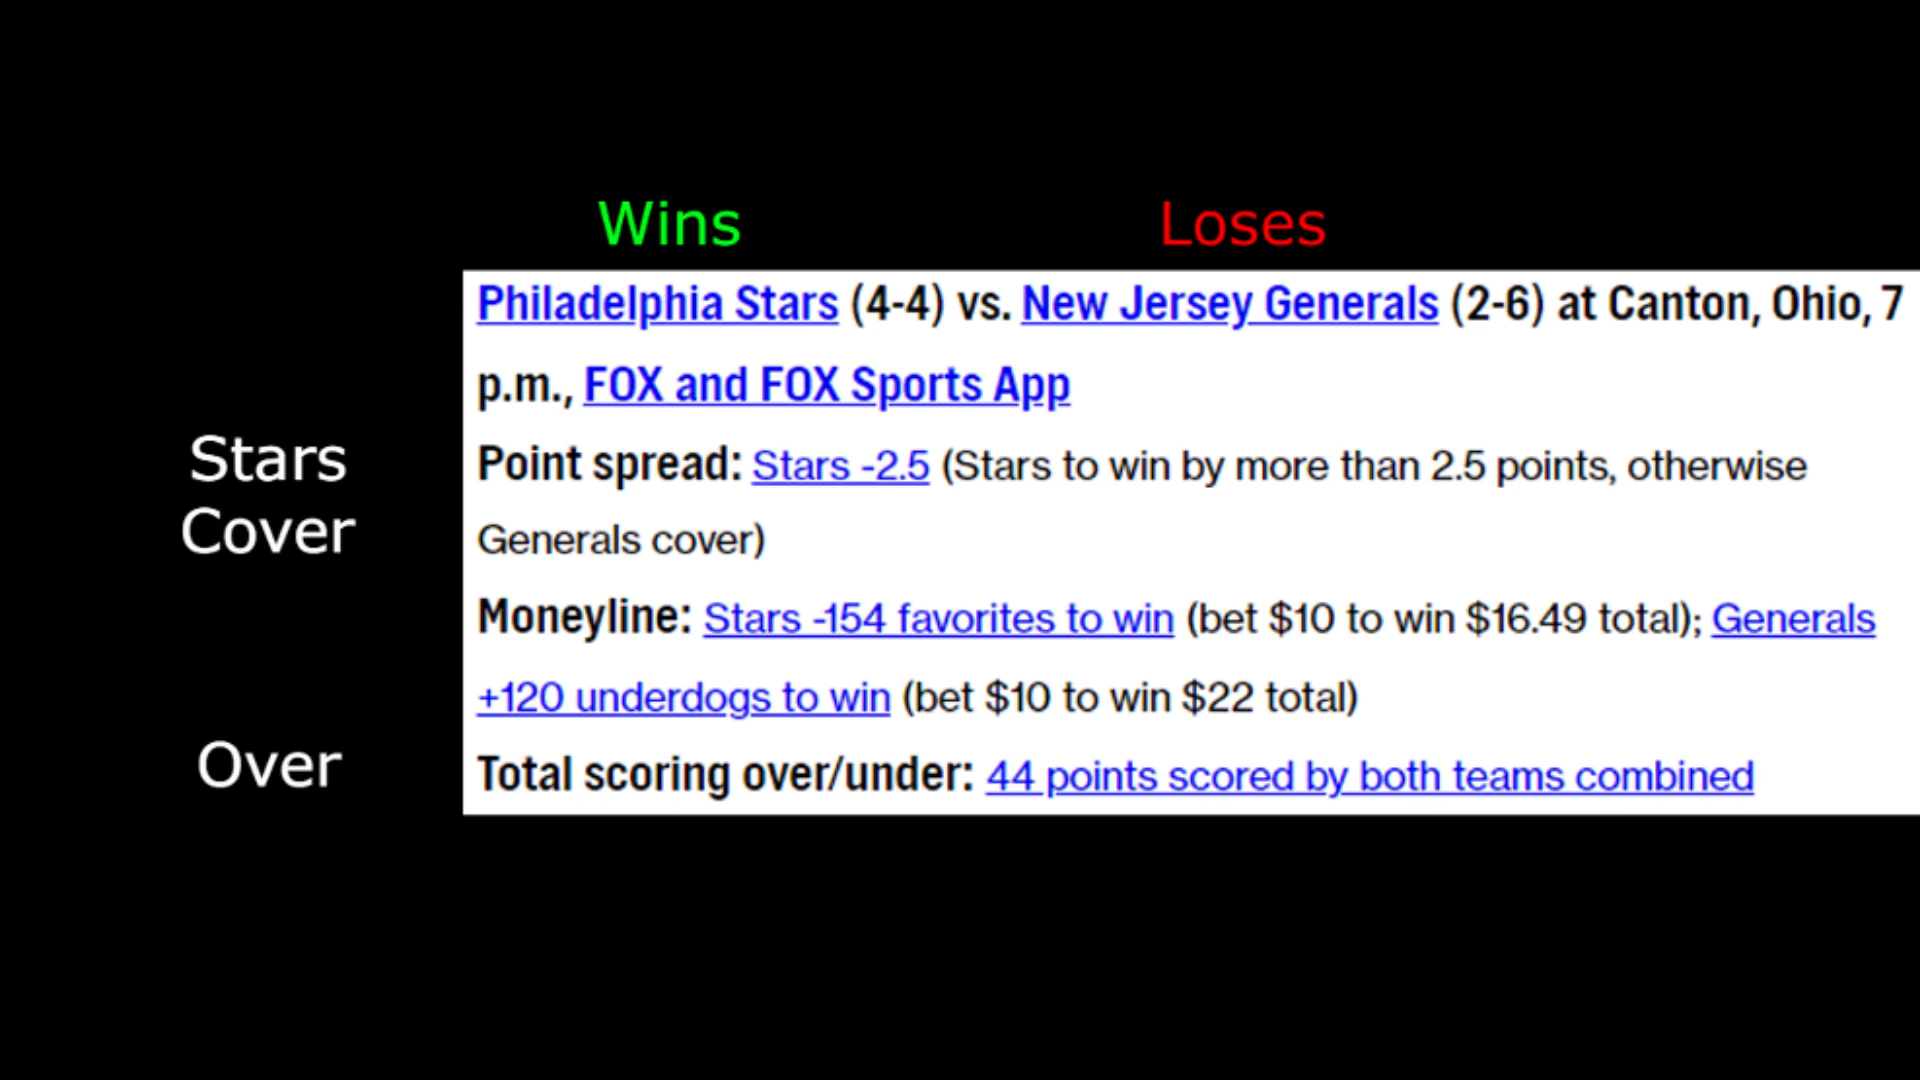 Wins Loses
Philadelphia Stars (4-4) vs. New Jersey Generals (2-6) at Canton, Ohio, 7
p.m., FOX and FOX Sports App
Stars
Cover
Point spread: Stars -2.5 (Stars to win by more than 2.5 points, otherwise
Generals cover)
Moneyline: Stars -154 favorites to win (bet $10 to win $16.49 total); Generals
+120 underdogs to win (bet $10 to win $22 total)
Over
Total scoring over/under: 44 points scored by both teams combined